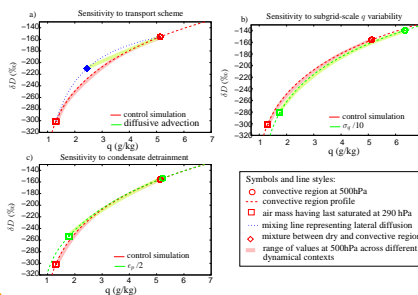 a) Sensitivity to transport scheme
δD (‰)
−140
−160
−180
−200
−220
−240
−260
−280
−300
−320
control simulation
diffusive advection
1 2 3 4 5 6 7
q (g/kg)
b) Sensitivity to subgrid-scale q variability
δD (‰)
−140
−160
−180
−200
−220
−240
−260
−280
−300
−320
control simulation
σq/10
1 2 3 4 5 6
q (g/kg)
c) Sensitivity to condensate detrainment
δD (‰)
−140
−160
−180
−200
−220
−240
−260
−280
−300
−320
control simulation
ϵp/2
1 2 3 4 5 6 7
q (g/kg)
Symbols and line styles:
convective region at 500hPa
convective region profile
air mass having last saturated at 290 hPa
mixing line representing lateral diffusion
mixture between dry and convective region
range of values at 500hPa across different
dynamical contexts